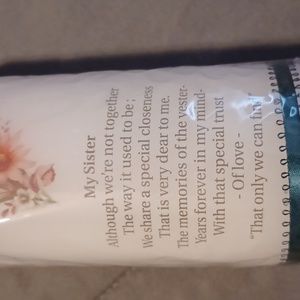 My Sister
Although we're not together
The way it used to be ;
We share a special closeness
That is very dear to me.
The memories of the yester-
Years forever in my mind-
With that special trust
- Of love -
"That only we can